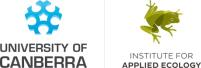 UNIVERSITY OF
CANBERRA
INSTITUTE FOR
APPLIED ECOLOGY